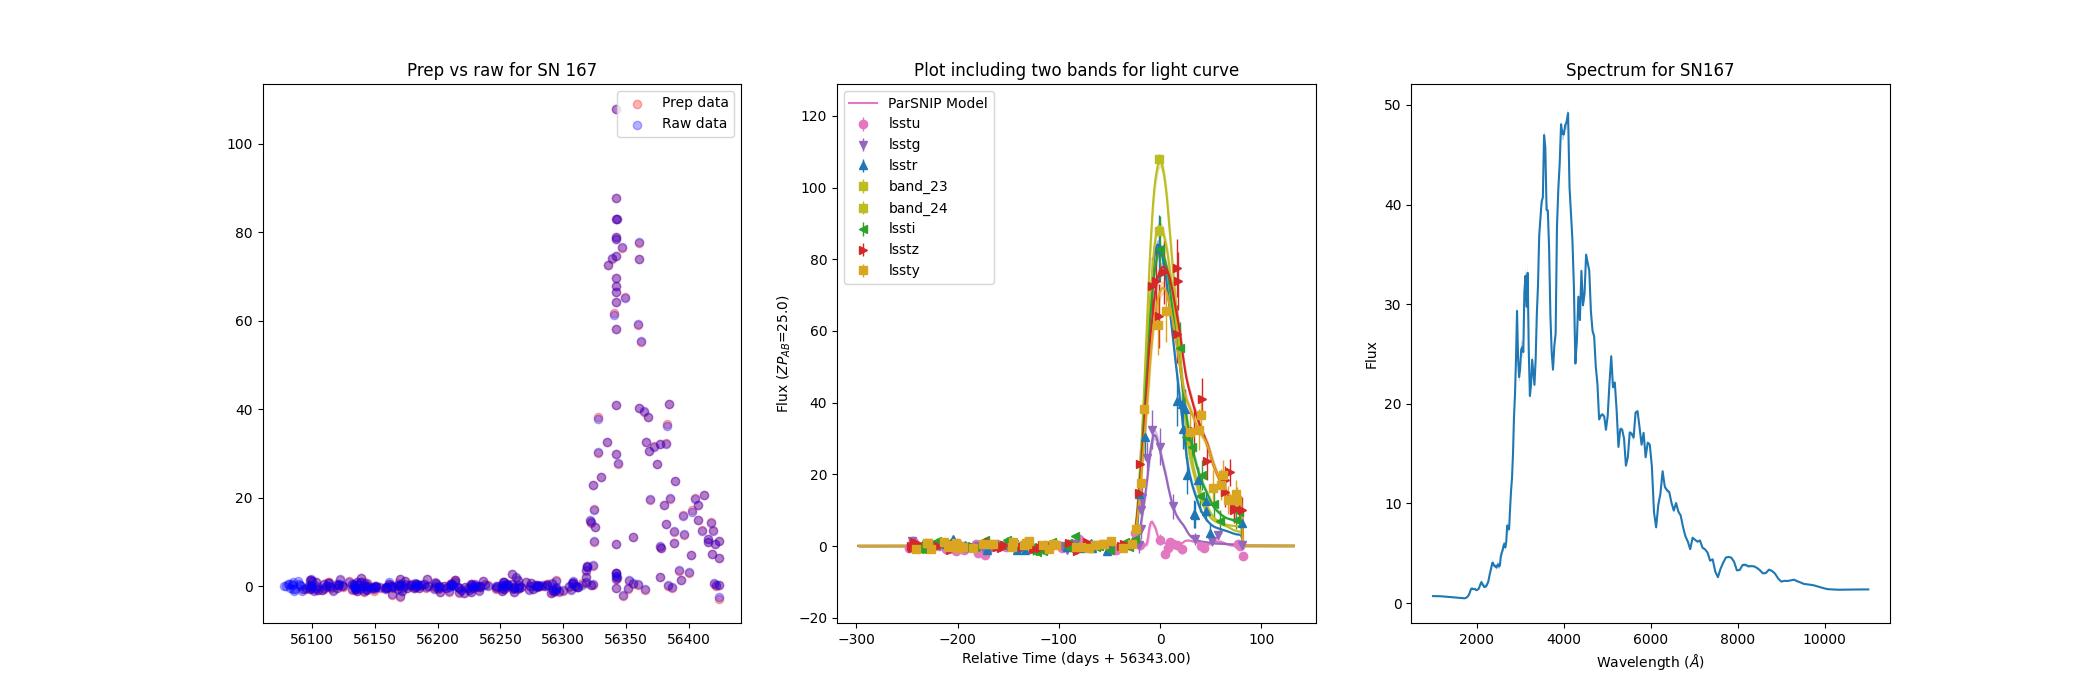 Prep vs raw for SN 167
Prep data
Raw data
100
80
60
40
20
0
56100 56150 56200 56250 56300 56350 56400
Plot including two bands for light curve
ParSNIP Model
lsstu
lsstg
lsstr
band_23
band_24
lssti
lsstz
lssty
Flux (ZP_AB=25.0)
120
100
80
60
40
20
0
−20
−300 −200 −100 0 100
Relative Time (days + 56343.00)
Spectrum for SN167
Flux
50
40
30
20
10
0
2000 4000 6000 8000 10000
Wavelength (Å)